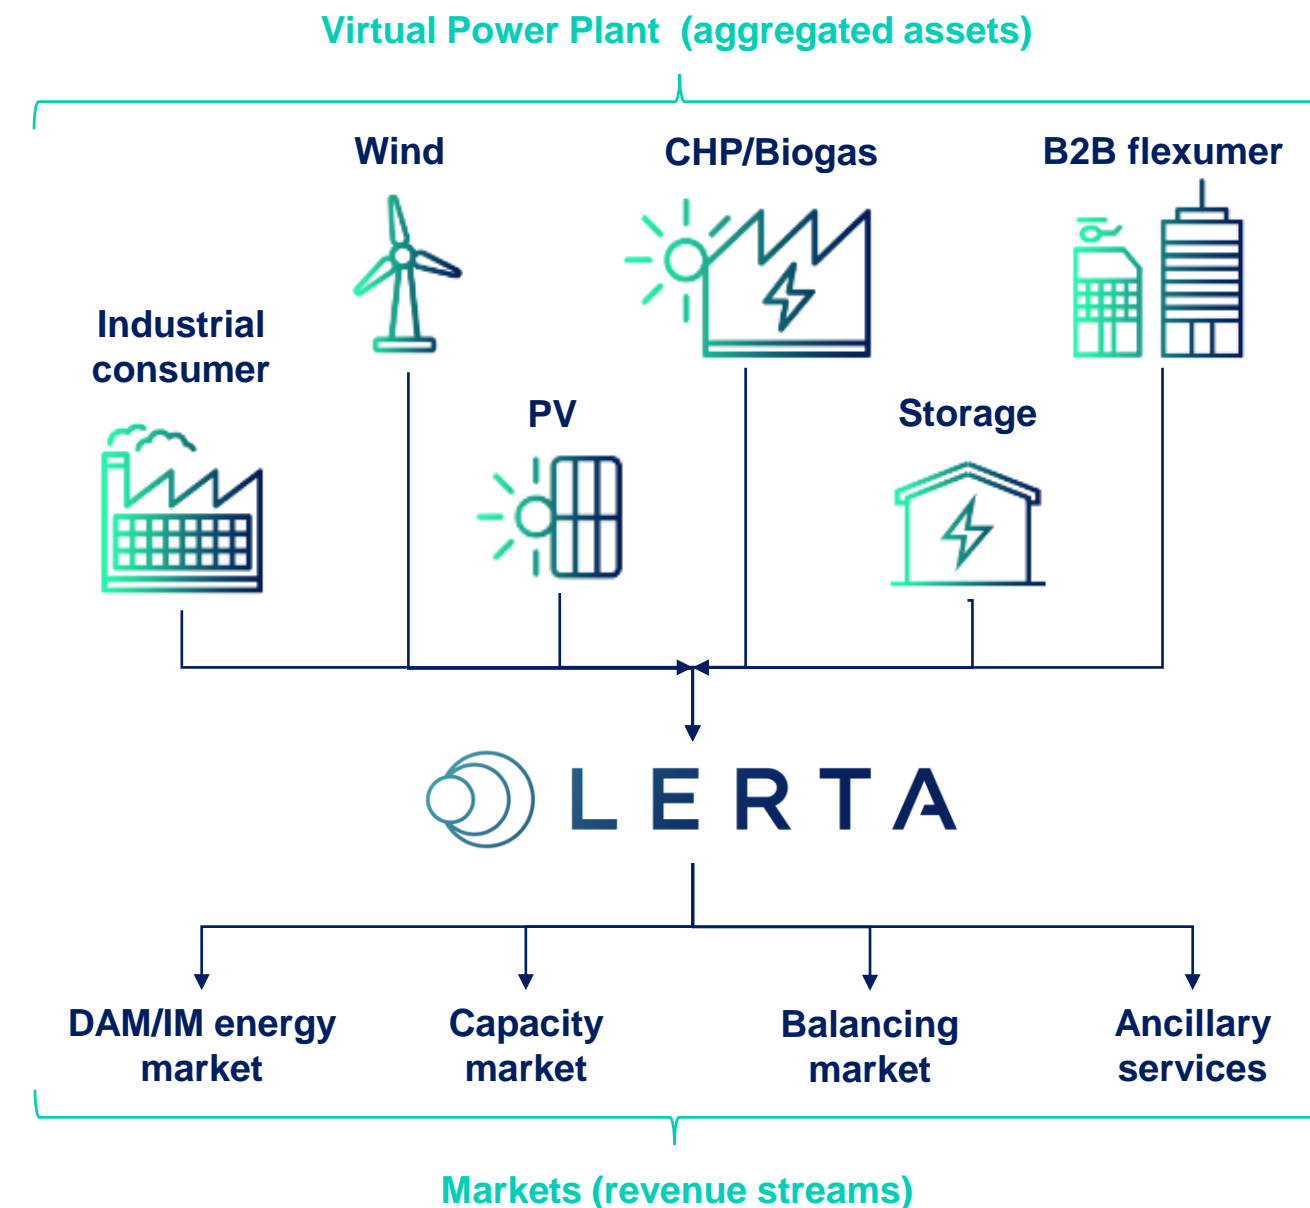 Virtual Power Plant (aggregated assets)
Wind
CHP/Biogas
B2B flexumer
Industrial
consumer
PV
Storage
LERTA
DAM/IM energy
market
Capacity
market
Balancing
market
Ancillary
services
Markets (revenue streams)